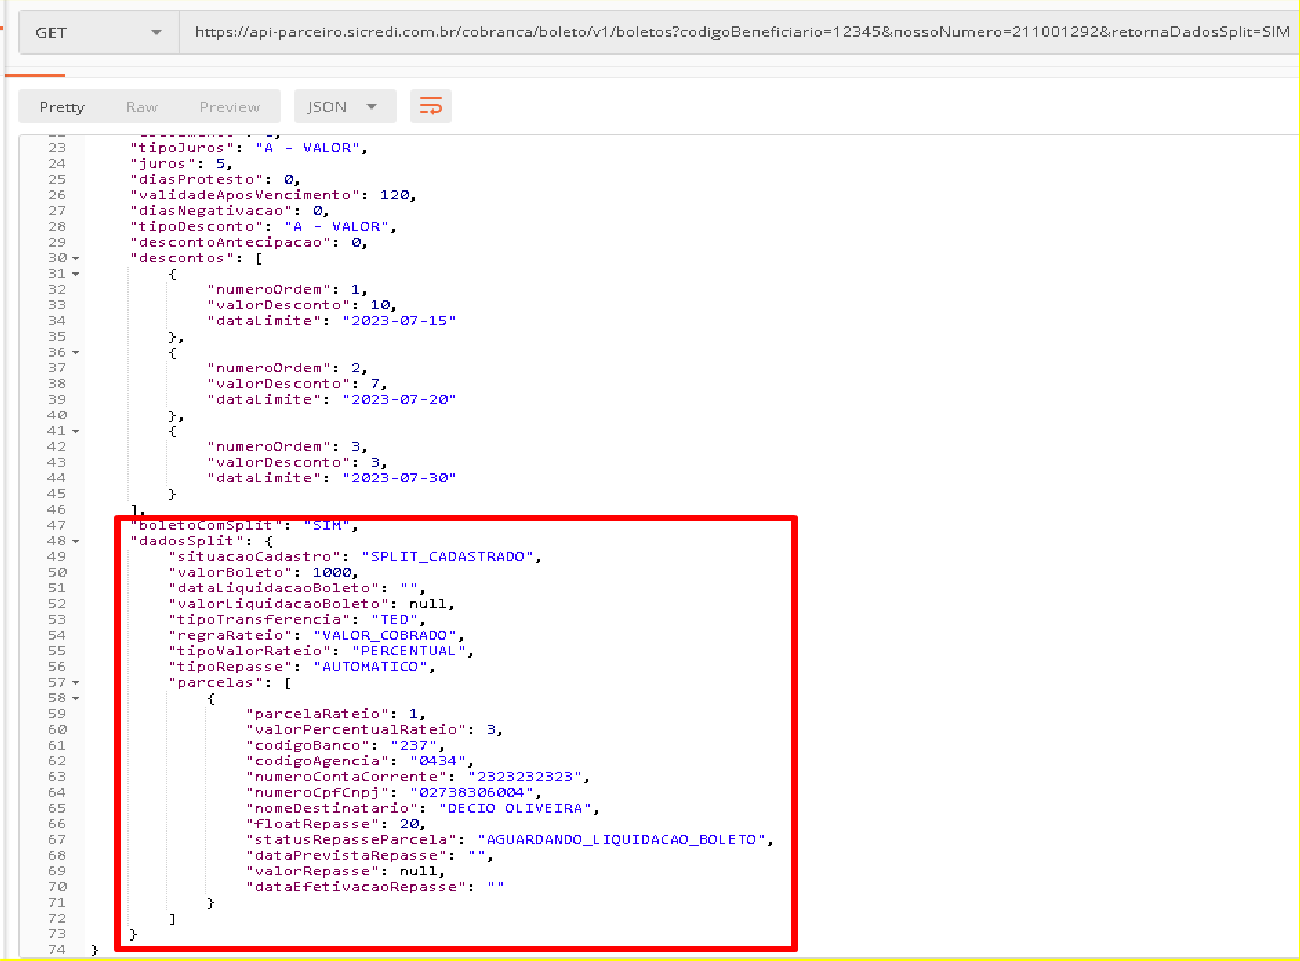 GET https://api-parceiro.sicredi.com.br/cobranca/boleto/v1/boletos?codigoBeneficiario=12345&nossoNumero=211001292&retornaDadosSplit=SIM
Pretty Raw Preview JSON
23 "tipoJuros": "A - VALOR",
24 "juros": 5,
25 "diasProtesto": 0,
26 "validadeAposVencimento": 120,
27 "diasNegativacao": 0,
28 "tipoDesconto": "A - VALOR",
29 "descontoAntecipacao": 0,
30 "descontos": [
31 {
32 "numeroOrdem": 1,
33 "valorDesconto": 10,
34 "dataLimite": "2023-07-15"
35 },
36 {
37 "numeroOrdem": 2,
38 "valorDesconto": 7,
39 "dataLimite": "2023-07-20"
40 },
41 {
42 "numeroOrdem": 3,
43 "valorDesconto": 3,
44 "dataLimite": "2023-07-30"
45 }
46 ],
47 "boletoComSplit": "SIM",
48 "dadosSplit": {
49 "situacaoCadastro": "SPLIT_CADASTRADO",
50 "valorBoleto": 1000,
51 "dataLiquidacaoBoleto": "",
52 "valorLiquidacaoBoleto": null,
53 "tipoTransferencia": "TED",
54 "regraRateio": "VALOR_COBRADO",
55 "tipoValorRateio": "PERCENTUAL",
56 "tipoRepasse": "AUTOMATICO",
57 "parcelas": [
58 {
59 "parcelaRateio": 1,
60 "valorPercentualRateio": 3,
61 "codigoBanco": "237",
62 "codigoAgencia": "0434",
63 "numeroContaCorrente": "2323232323",
64 "numeroCpfCnpj": "02738306004",
65 "nomeDestinatario": "DECIO OLIVEIRA",
66 "floatRepasse": 20,
67 "statusRepasseParcela": "AGUARDANDO_LIQUIDACAO_BOLETO",
68 "dataPrevistaRepasse": "",
69 "valorRepasse": null,
70 "dataEfetivacaoRepasse": ""
71 }
72 ]
73 }
74 }